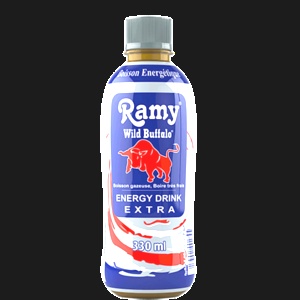 Boisson Energétique
Ramy
Wild Buffalo
Boisson gazeuse, Boire très frais
ENERGY DRINK
EXTRA
330 ml